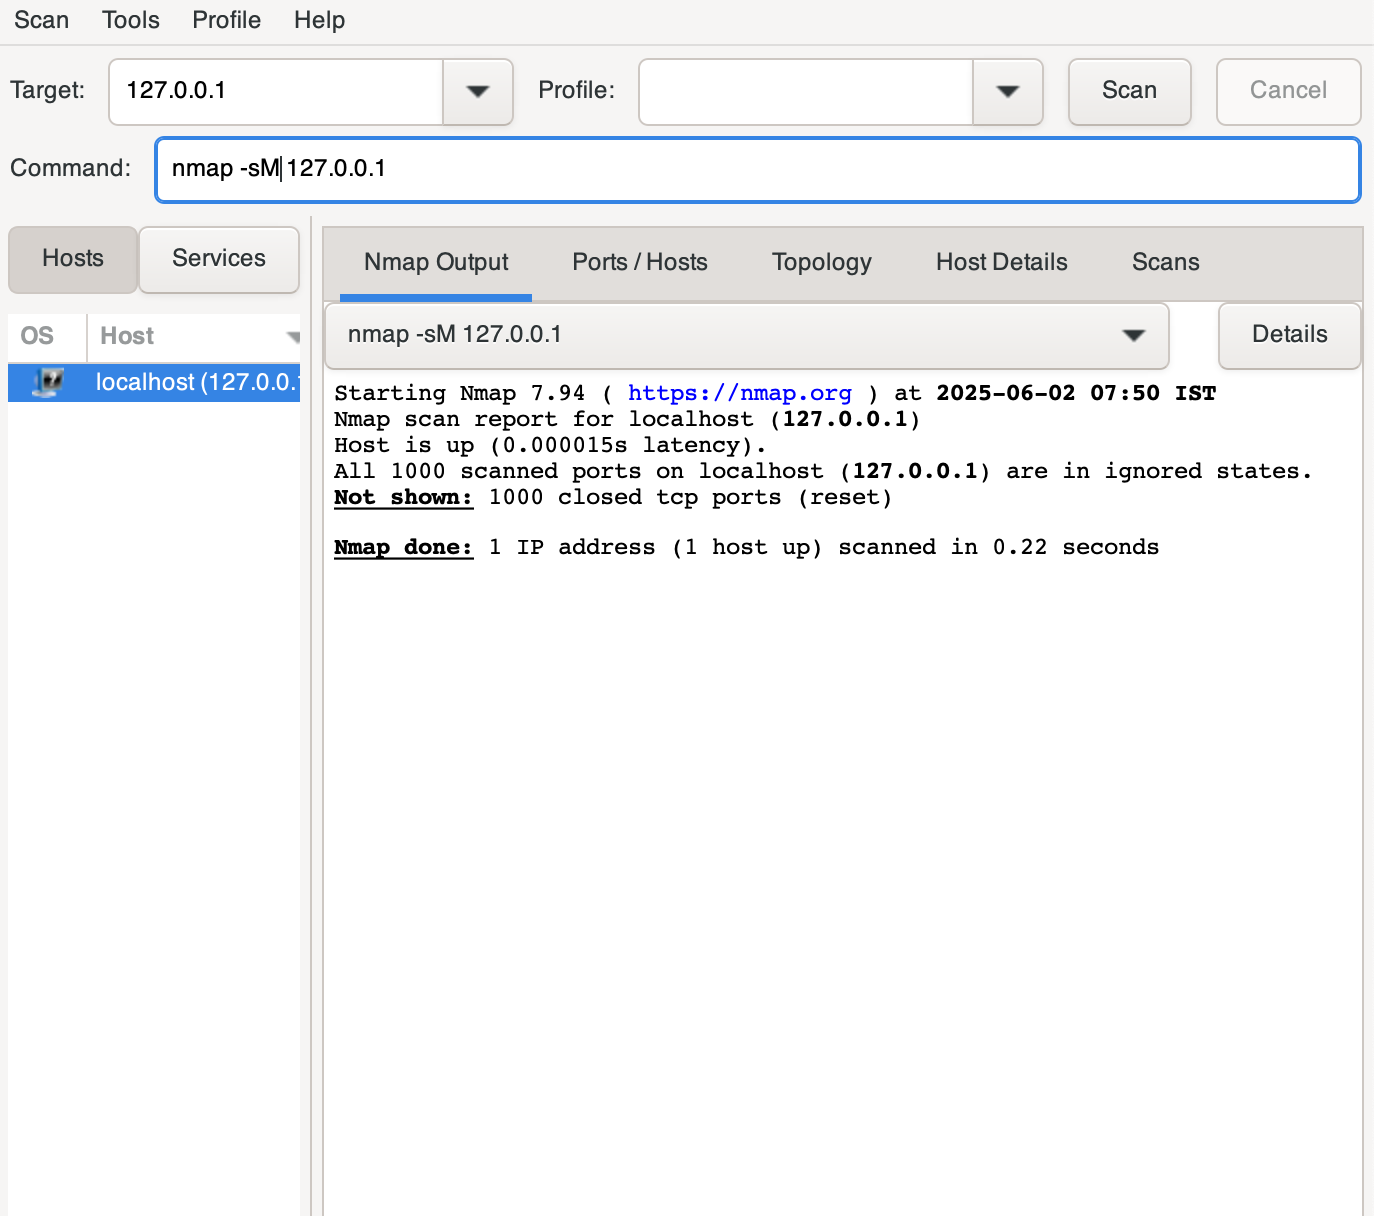 Scan Tools Profile Help
Target: 127.0.0.1 Profile: Scan Cancel
Command: nmap -sM 127.0.0.1
Hosts Services
OS Host
localhost (127.0.0.1
Nmap Output Ports / Hosts Topology Host Details Scans
nmap -sM 127.0.0.1 Details
Starting Nmap 7.94 ( https://nmap.org ) at 2025-06-02 07:50 IST
Nmap scan report for localhost (127.0.0.1)
Host is up (0.000015s latency).
All 1000 scanned ports on localhost (127.0.0.1) are in ignored states.
Not shown: 1000 closed tcp ports (reset)
Nmap done: 1 IP address (1 host up) scanned in 0.22 seconds